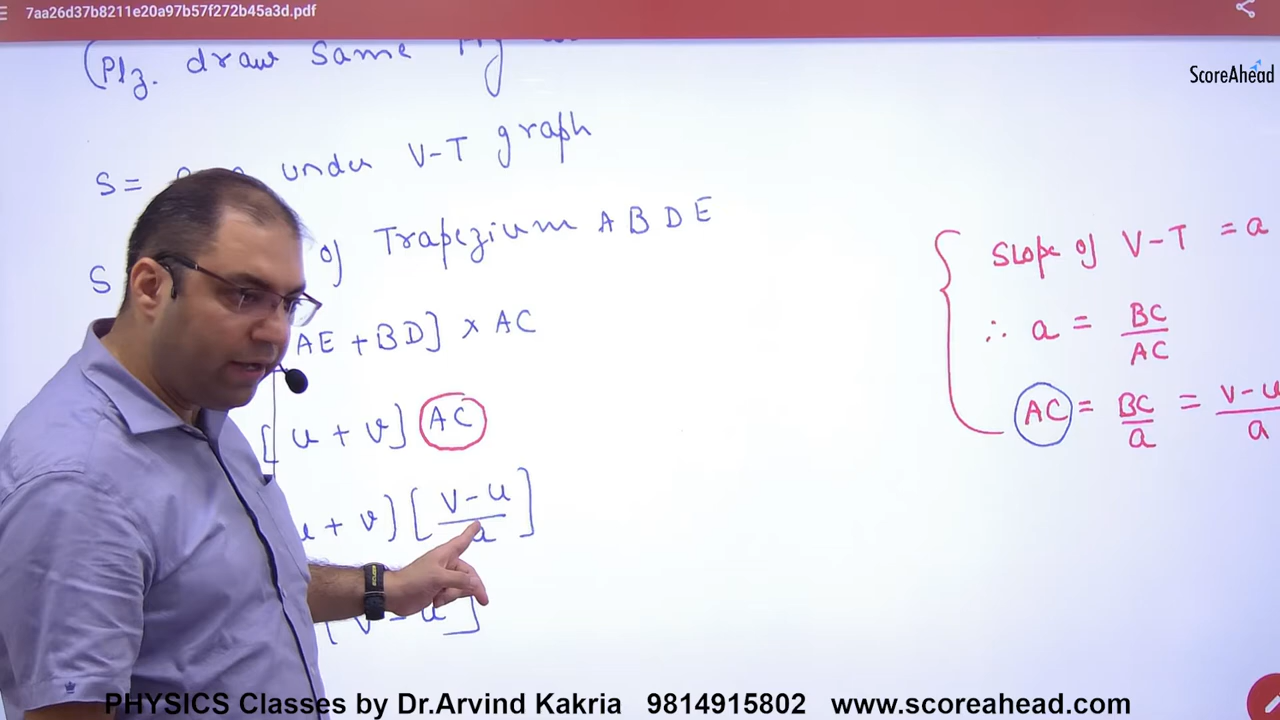 7aa26d37b8211e20a97b57f272b45a3d.pdf
ScoreAhead
(Plz. draw same
S = under V-T graph
S of Trapezium A B D E
AE + BD] × AC
[u + v] AC
u + v) [v-u/a]
[v - u]
Slope of V-T = a
∴ a = BC/AC
AC = BC/a = v-u/a
PHYSICS Classes by Dr.Arvind Kakria 9814915802 www.scoreahead.com